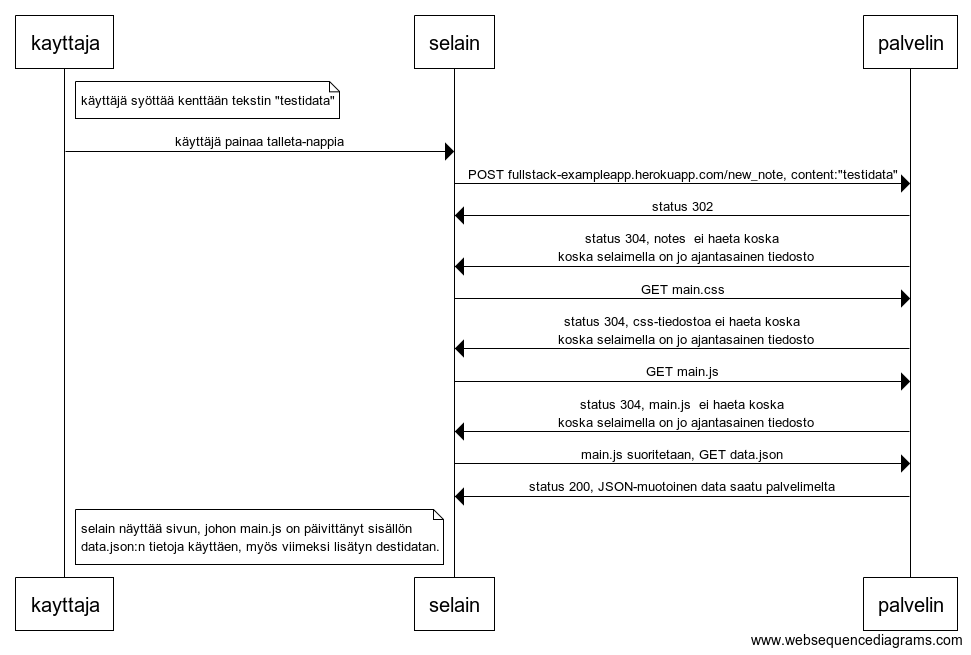 kayttaja
selain
palvelin
käyttäjä syöttää kenttään tekstin "testidata"
käyttäjä painaa talleta-nappia
POST fullstack-exampleapp.herokuapp.com/new_note, content:"testidata"
status 302
status 304, notes  ei haeta koska
koska selaimella on jo ajantasainen tiedosto
GET main.css
status 304, css-tiedostoa ei haeta koska
koska selaimella on jo ajantasainen tiedosto
GET main.js
status 304, main.js  ei haeta koska
koska selaimella on jo ajantasainen tiedosto
main.js suoritetaan, GET data.json
status 200, JSON-muotoinen data saatu palvelimelta
selain näyttää sivun, johon main.js on päivittänyt sisällön
data.json:n tietoja käyttäen, myös viimeksi lisätyn destidatan.
kayttaja
selain
palvelin
www.websequencediagrams.com